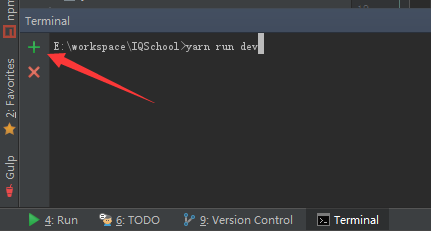 npm
Terminal
E:\workspace\IQSchool>yarn run dev
2: Favorites
Gulp
4: Run
6: TODO
9: Version Control
Terminal